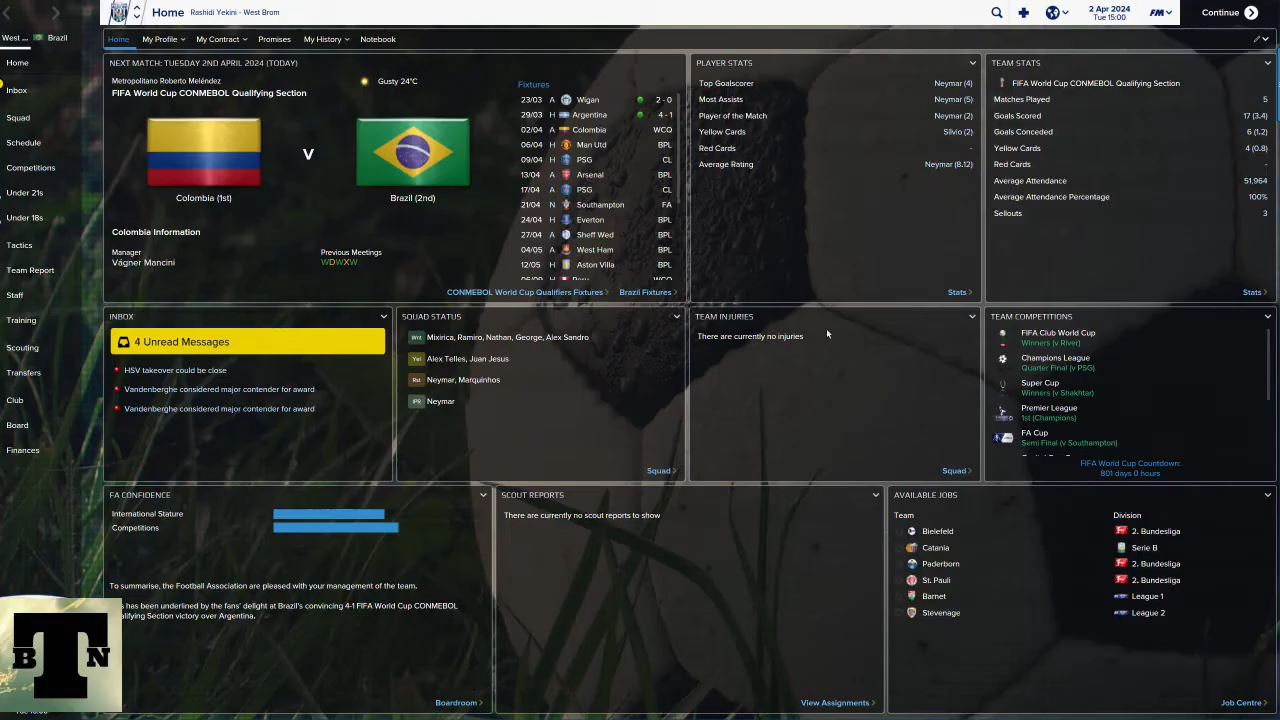 Home Rashidi Yekini - West Brom
2 Apr 2024
Tue 15:00
FM
Continue
West ... Brazil
Home My Profile My Contract Promises My History Notebook
Home
Inbox
Squad
Schedule
Competitions
Under 21s
Under 18s
Tactics
Team Report
Staff
Training
Scouting
Transfers
Club
Board
Finances
NEXT MATCH: TUESDAY 2ND APRIL 2024 (TODAY)
Metropolitano Roberto Meléndez
FIFA World Cup CONMEBOL Qualifying Section
Gusty 24°C
V
Colombia (1st) Brazil (2nd)
Colombia Information
Manager
Vágner Mancini
Previous Meetings
WDWXW
Fixtures
23/03 A Wigan 2 - 0
29/03 H Argentina 4 - 1
02/04 A Colombia WCQ
06/04 H Man Utd BPL
09/04 H PSG CL
13/04 A Arsenal BPL
17/04 A PSG CL
21/04 N Southampton FA
24/04 H Everton BPL
27/04 A Sheff Wed BPL
04/05 A West Ham BPL
12/05 H Aston Villa BPL
CONMEBOL World Cup Qualifiers Fixtures Brazil Fixtures
PLAYER STATS
Top Goalscorer Neymar (4)
Most Assists Neymar (5)
Player of the Match Neymar (2)
Yellow Cards Sílvio (2)
Red Cards -
Average Rating Neymar (8.12)
Stats
TEAM STATS
FIFA World Cup CONMEBOL Qualifying Section
Matches Played 5
Goals Scored 17 (3.4)
Goals Conceded 6 (1.2)
Yellow Cards 4 (0.8)
Red Cards -
Average Attendance 51,964
Average Attendance Percentage 100%
Sellouts 3
Stats
INBOX
4 Unread Messages
HSV takeover could be close
Vandenberghe considered major contender for award
Vandenberghe considered major contender for award
SQUAD STATUS
Wnt Mixirica, Ramiro, Nathan, George, Alex Sandro
Yel Alex Telles, Juan Jesus
Rst Neymar, Marquinhos
IPR Neymar
Squad
TEAM INJURIES
There are currently no injuries
Squad
TEAM COMPETITIONS
FIFA Club World Cup
Winners (v River)
Champions League
Quarter Final (v PSG)
Super Cup
Winners (v Shakhtar)
Premier League
1st (Champions)
FA Cup
Semi Final (v Southampton)
FIFA World Cup Countdown:
801 days 0 hours
FA CONFIDENCE
International Stature
Competitions
To summarise, the Football Association are pleased with your management of the team.
s has been underlined by the fans' delight at Brazil's convincing 4-1 FIFA World Cup CONMEBOL
alifying Section victory over Argentina.
Boardroom
SCOUT REPORTS
There are currently no scout reports to show
View Assignments
AVAILABLE JOBS
Team Division
Bielefeld 2. Bundesliga
Catania Serie B
Paderborn 2. Bundesliga
St. Pauli 2. Bundesliga
Barnet League 1
Stevenage League 2
Job Centre
BTN